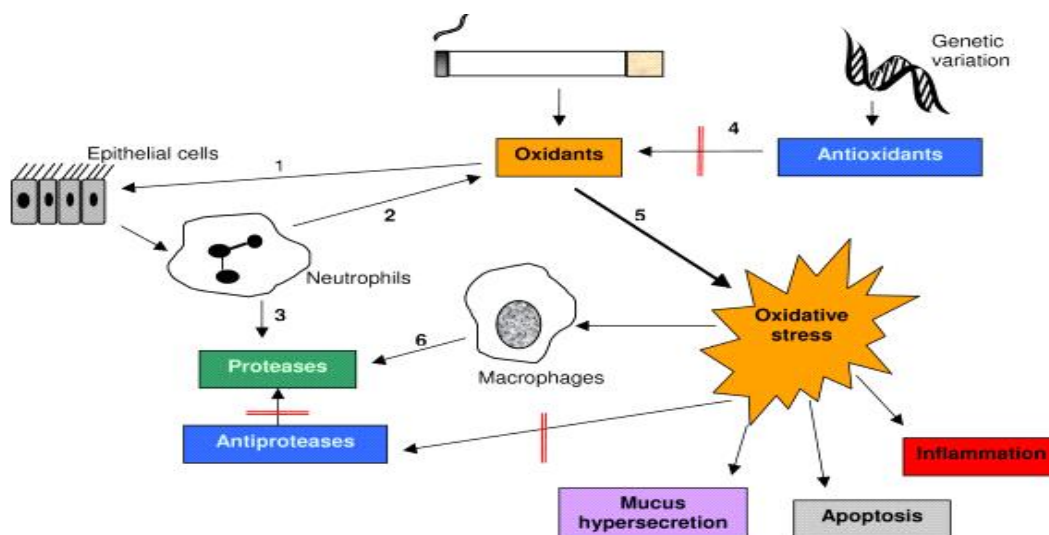 Genetic
variation
4
Oxidants
Antioxidants
Epithelial cells
1
2
5
Neutrophils
3
Oxidative
stress
6
Proteases
Macrophages
Antiproteases
Inflammation
Mucus
hypersecretion
Apoptosis